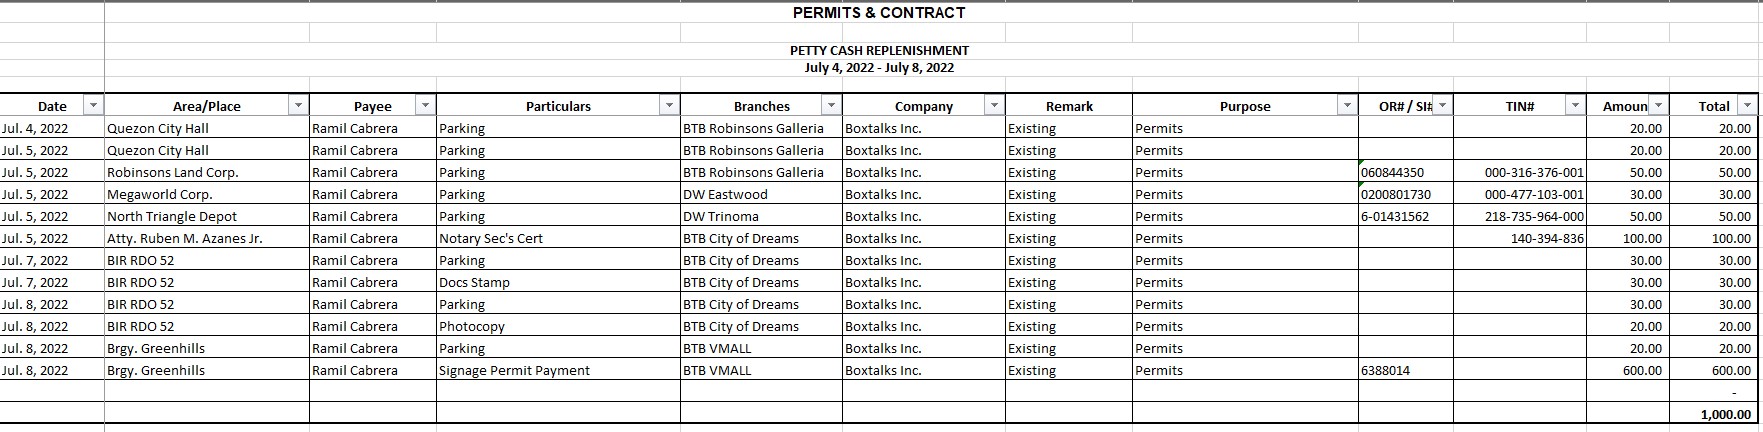 PERMITS & CONTRACT
PETTY CASH REPLENISHMENT
July 4, 2022 - July 8, 2022
Date Area/Place Payee Particulars Branches Company Remark Purpose OR# / SI# TIN# Amoun Total
Jul. 4, 2022 Quezon City Hall Ramil Cabrera Parking BTB Robinsons Galleria Boxtalks Inc. Existing Permits 20.00 20.00
Jul. 5, 2022 Quezon City Hall Ramil Cabrera Parking BTB Robinsons Galleria Boxtalks Inc. Existing Permits 20.00 20.00
Jul. 5, 2022 Robinsons Land Corp. Ramil Cabrera Parking BTB Robinsons Galleria Boxtalks Inc. Existing Permits 060844350 000-316-376-001 50.00 50.00
Jul. 5, 2022 Megaworld Corp. Ramil Cabrera Parking DW Eastwood Boxtalks Inc. Existing Permits 0200801730 000-477-103-001 30.00 30.00
Jul. 5, 2022 North Triangle Depot Ramil Cabrera Parking DW Trinoma Boxtalks Inc. Existing Permits 6-01431562 218-735-964-000 50.00 50.00
Jul. 5, 2022 Atty. Ruben M. Azanes Jr. Ramil Cabrera Notary Sec's Cert BTB City of Dreams Boxtalks Inc. Existing Permits 140-394-836 100.00 100.00
Jul. 7, 2022 BIR RDO 52 Ramil Cabrera Parking BTB City of Dreams Boxtalks Inc. Existing Permits 30.00 30.00
Jul. 7, 2022 BIR RDO 52 Ramil Cabrera Docs Stamp BTB City of Dreams Boxtalks Inc. Existing Permits 30.00 30.00
Jul. 8, 2022 BIR RDO 52 Ramil Cabrera Parking BTB City of Dreams Boxtalks Inc. Existing Permits 30.00 30.00
Jul. 8, 2022 BIR RDO 52 Ramil Cabrera Photocopy BTB City of Dreams Boxtalks Inc. Existing Permits 20.00 20.00
Jul. 8, 2022 Brgy. Greenhills Ramil Cabrera Parking BTB VMALL Boxtalks Inc. Existing Permits 20.00 20.00
Jul. 8, 2022 Brgy. Greenhills Ramil Cabrera Signage Permit Payment BTB VMALL Boxtalks Inc. Existing Permits 6388014 600.00 600.00
-
1,000.00